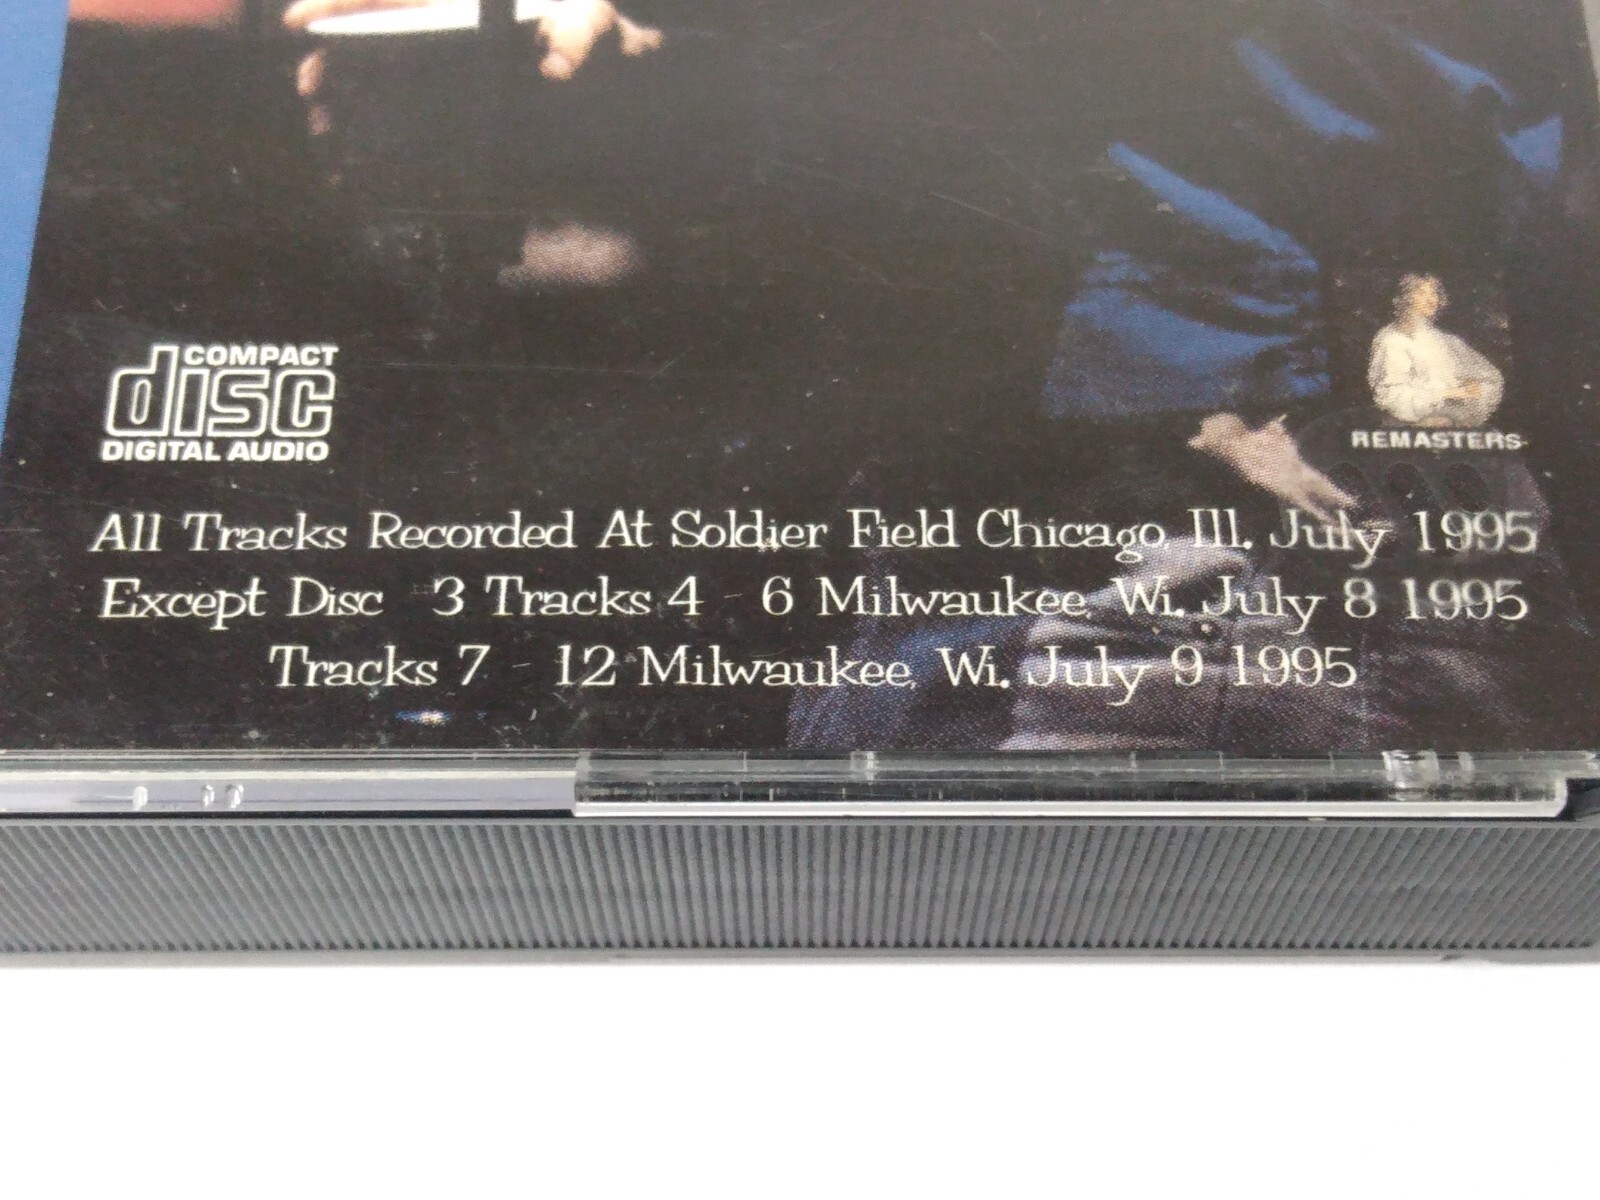 COMPACT
disc
DIGITAL AUDIO
REMASTERS
All Tracks Recorded At Soldier Field Chicago, Ill. July 1995
Except Disc 3 Tracks 4 - 6 Milwaukee, Wi. July 8 1995
Tracks 7 - 12 Milwaukee, Wi. July 9 1995